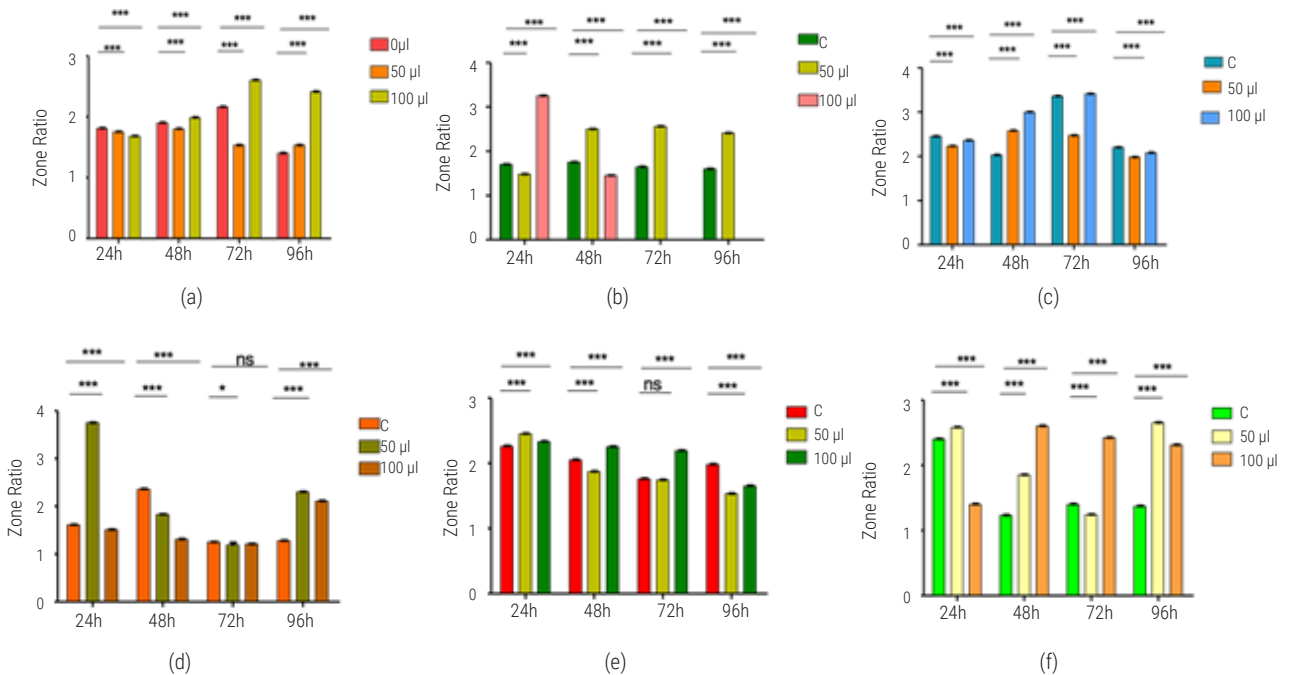 *** *** *** ***
*** *** *** ***
3
2
1
0
Zone Ratio
24h 48h 72h 96h
0µl
50 µl
100 µl
(a)
*** *** *** ***
*** *** *** ***
4
3
2
1
0
Zone Ratio
24h 48h 72h 96h
C
50 µl
100 µl
(b)
*** *** *** ***
*** *** *** ***
4
3
2
1
0
Zone Ratio
24h 48h 72h 96h
C
50 µl
100 µl
(c)
*** *** ns ***
*** *** * ***
4
3
2
1
0
Zone Ratio
24h 48h 72h 96h
C
50 µl
100 µl
(d)
*** *** *** ***
*** *** ns ***
3
2
1
0
Zone Ratio
24h 48h 72h 96h
C
50 µl
100 µl
(e)
*** *** *** ***
*** *** *** ***
3
2
1
0
Zone Ratio
24h 48h 72h 96h
C
50 µl
100 µl
(f)